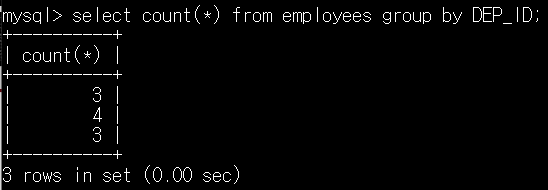 mysql> select count(*) from employees group by DEP_ID;
+----------+
| count(*) |
+----------+
|        3 |
|        4 |
|        3 |
+----------+
3 rows in set (0.00 sec)